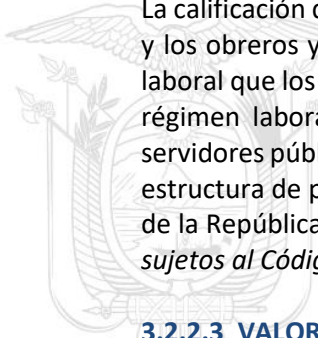 La calificación
y los obreros y
laboral que los
régimen labora
servidores púb
estructura de p
de la República
sujetos al Códig
3.2.2.3 VALOR